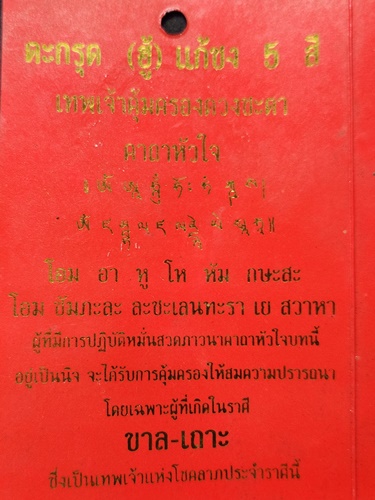 ตะกรุด (ฮู้) แก้ชง 5 สี
เทพเจ้าคุ้มครองดวงชะตา
คาถาหัวใจ
โอม อา หู โห หัม กษะสะ
โอม ธัมภะละ ละชะเลนทะรา เย สวาหา
ผู้ที่มีการปฏิบัติหมั่นสวดภาวนาคาถาหัวใจบทนี้
อยู่เป็นนิจ จะได้รับการคุ้มครองให้สมความปรารถนา
โดยเฉพาะผู้ที่เกิดในราศี
ขาล-เถาะ
ซึ่งเป็นเทพเจ้าแห่งโชคลาภประจำราศีนี้